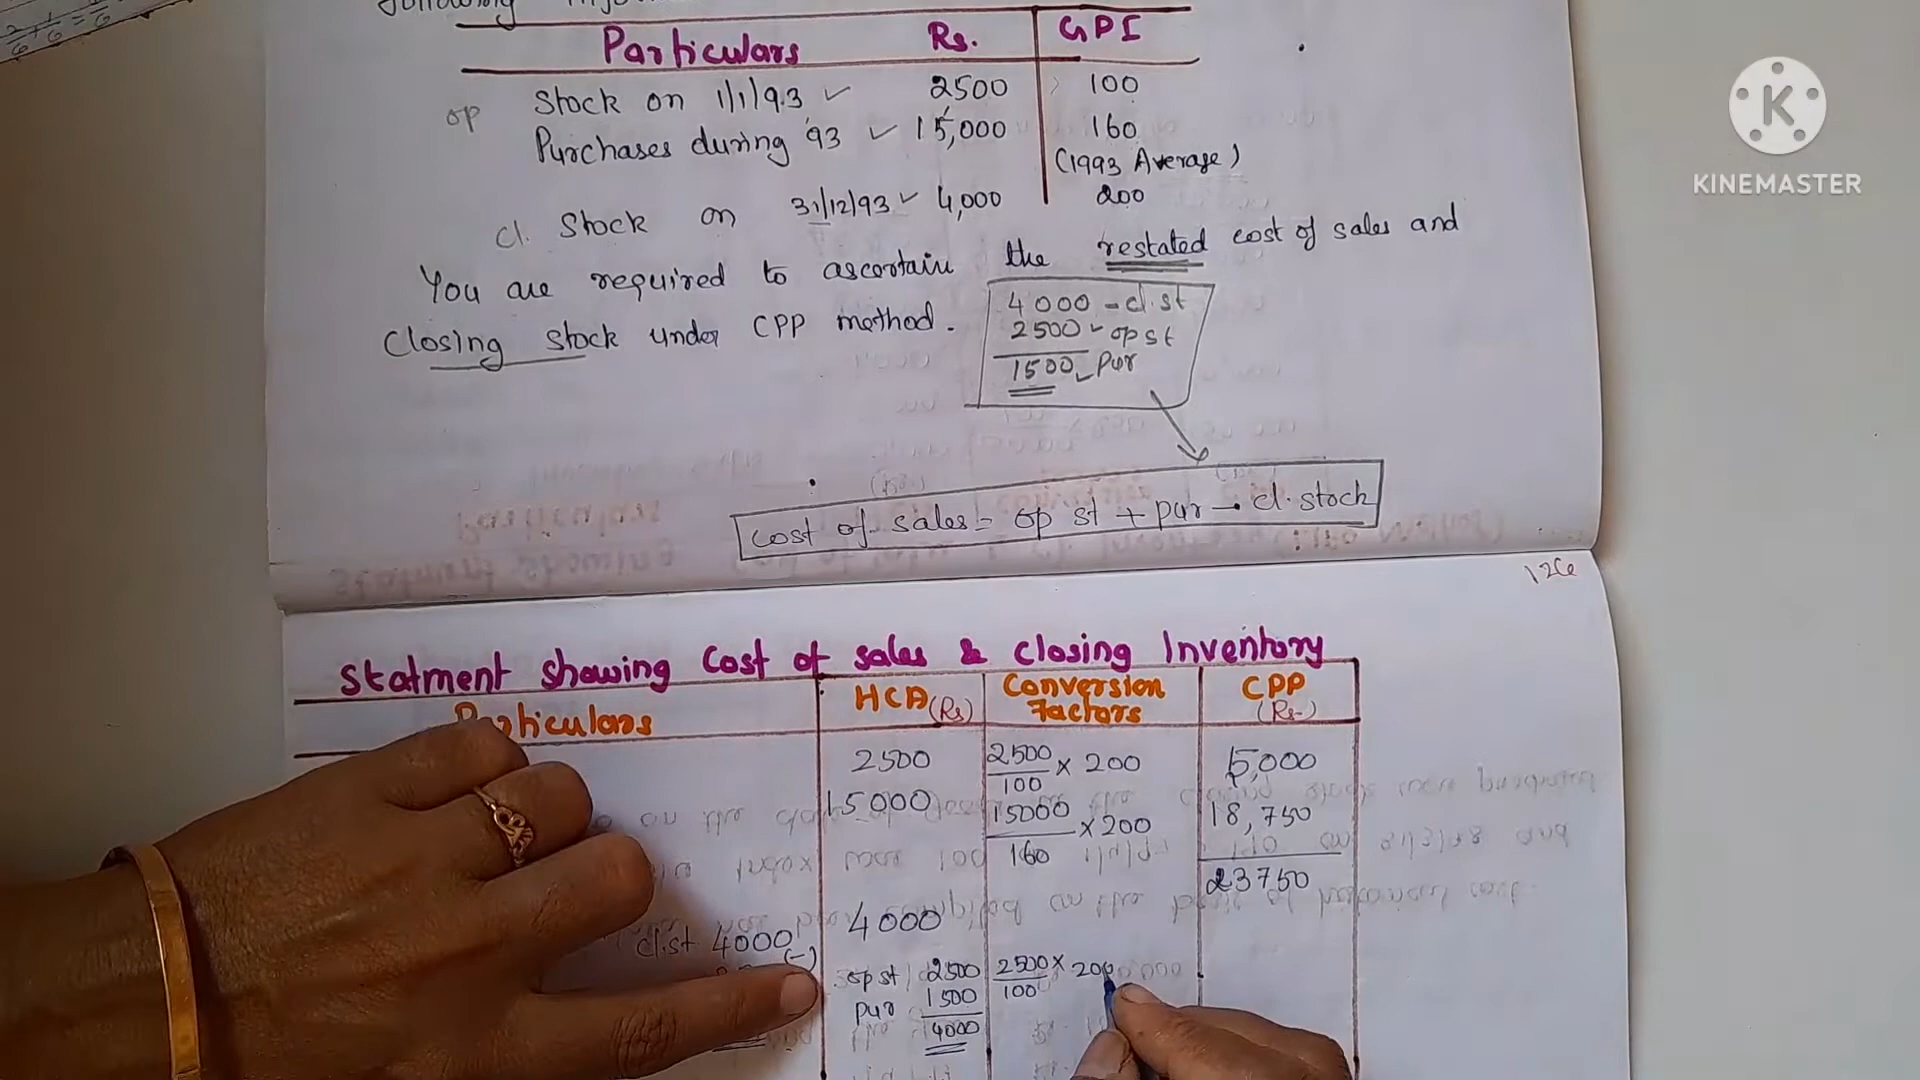 following
Particulars Rs. GPI
op Stock on 1/1/93 2500 100
Purchases during '93 15,000 160
(1993 Average)
cl. Stock on 31/12/93 4,000 200
You are required to ascertain the restated cost of sales and
Closing stock under CPP method.
4000 - cl. st
2500 - op st
1500 - pur
Cost of sales = op st + pur - cl. stock
126
Statment showing Cost of sales & closing Inventory
Particulars HCA (Rs) Conversion Factors CPP (Rs-)
2500 2500/100 × 200 5,000
15000 15000/160 × 200 18,750
23750
4000
cl.st 4000
(-)
op st 2500 2500/100 × 200
pur 1500
4000
KINEMASTER